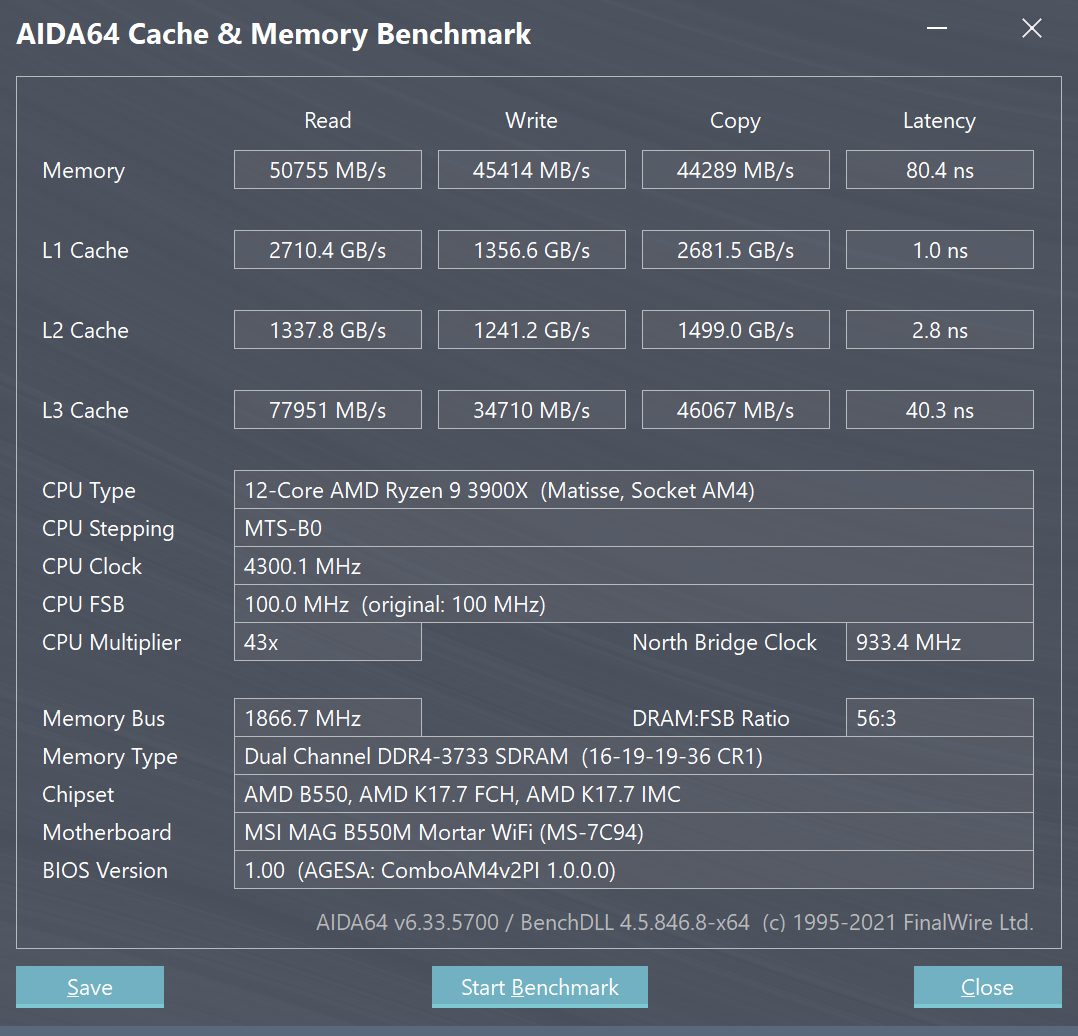 AIDA64 Cache & Memory Benchmark
Read Write Copy Latency
Memory 50755 MB/s 45414 MB/s 44289 MB/s 80.4 ns
L1 Cache 2710.4 GB/s 1356.6 GB/s 2681.5 GB/s 1.0 ns
L2 Cache 1337.8 GB/s 1241.2 GB/s 1499.0 GB/s 2.8 ns
L3 Cache 77951 MB/s 34710 MB/s 46067 MB/s 40.3 ns
CPU Type 12-Core AMD Ryzen 9 3900X (Matisse, Socket AM4)
CPU Stepping MTS-B0
CPU Clock 4300.1 MHz
CPU FSB 100.0 MHz (original: 100 MHz)
CPU Multiplier 43x North Bridge Clock 933.4 MHz
Memory Bus 1866.7 MHz DRAM:FSB Ratio 56:3
Memory Type Dual Channel DDR4-3733 SDRAM (16-19-19-36 CR1)
Chipset AMD B550, AMD K17.7 FCH, AMD K17.7 IMC
Motherboard MSI MAG B550M Mortar WiFi (MS-7C94)
BIOS Version 1.00 (AGESA: ComboAM4v2PI 1.0.0.0)
AIDA64 v6.33.5700 / BenchDLL 4.5.846.8-x64 (c) 1995-2021 FinalWire Ltd.
Save Start Benchmark Close